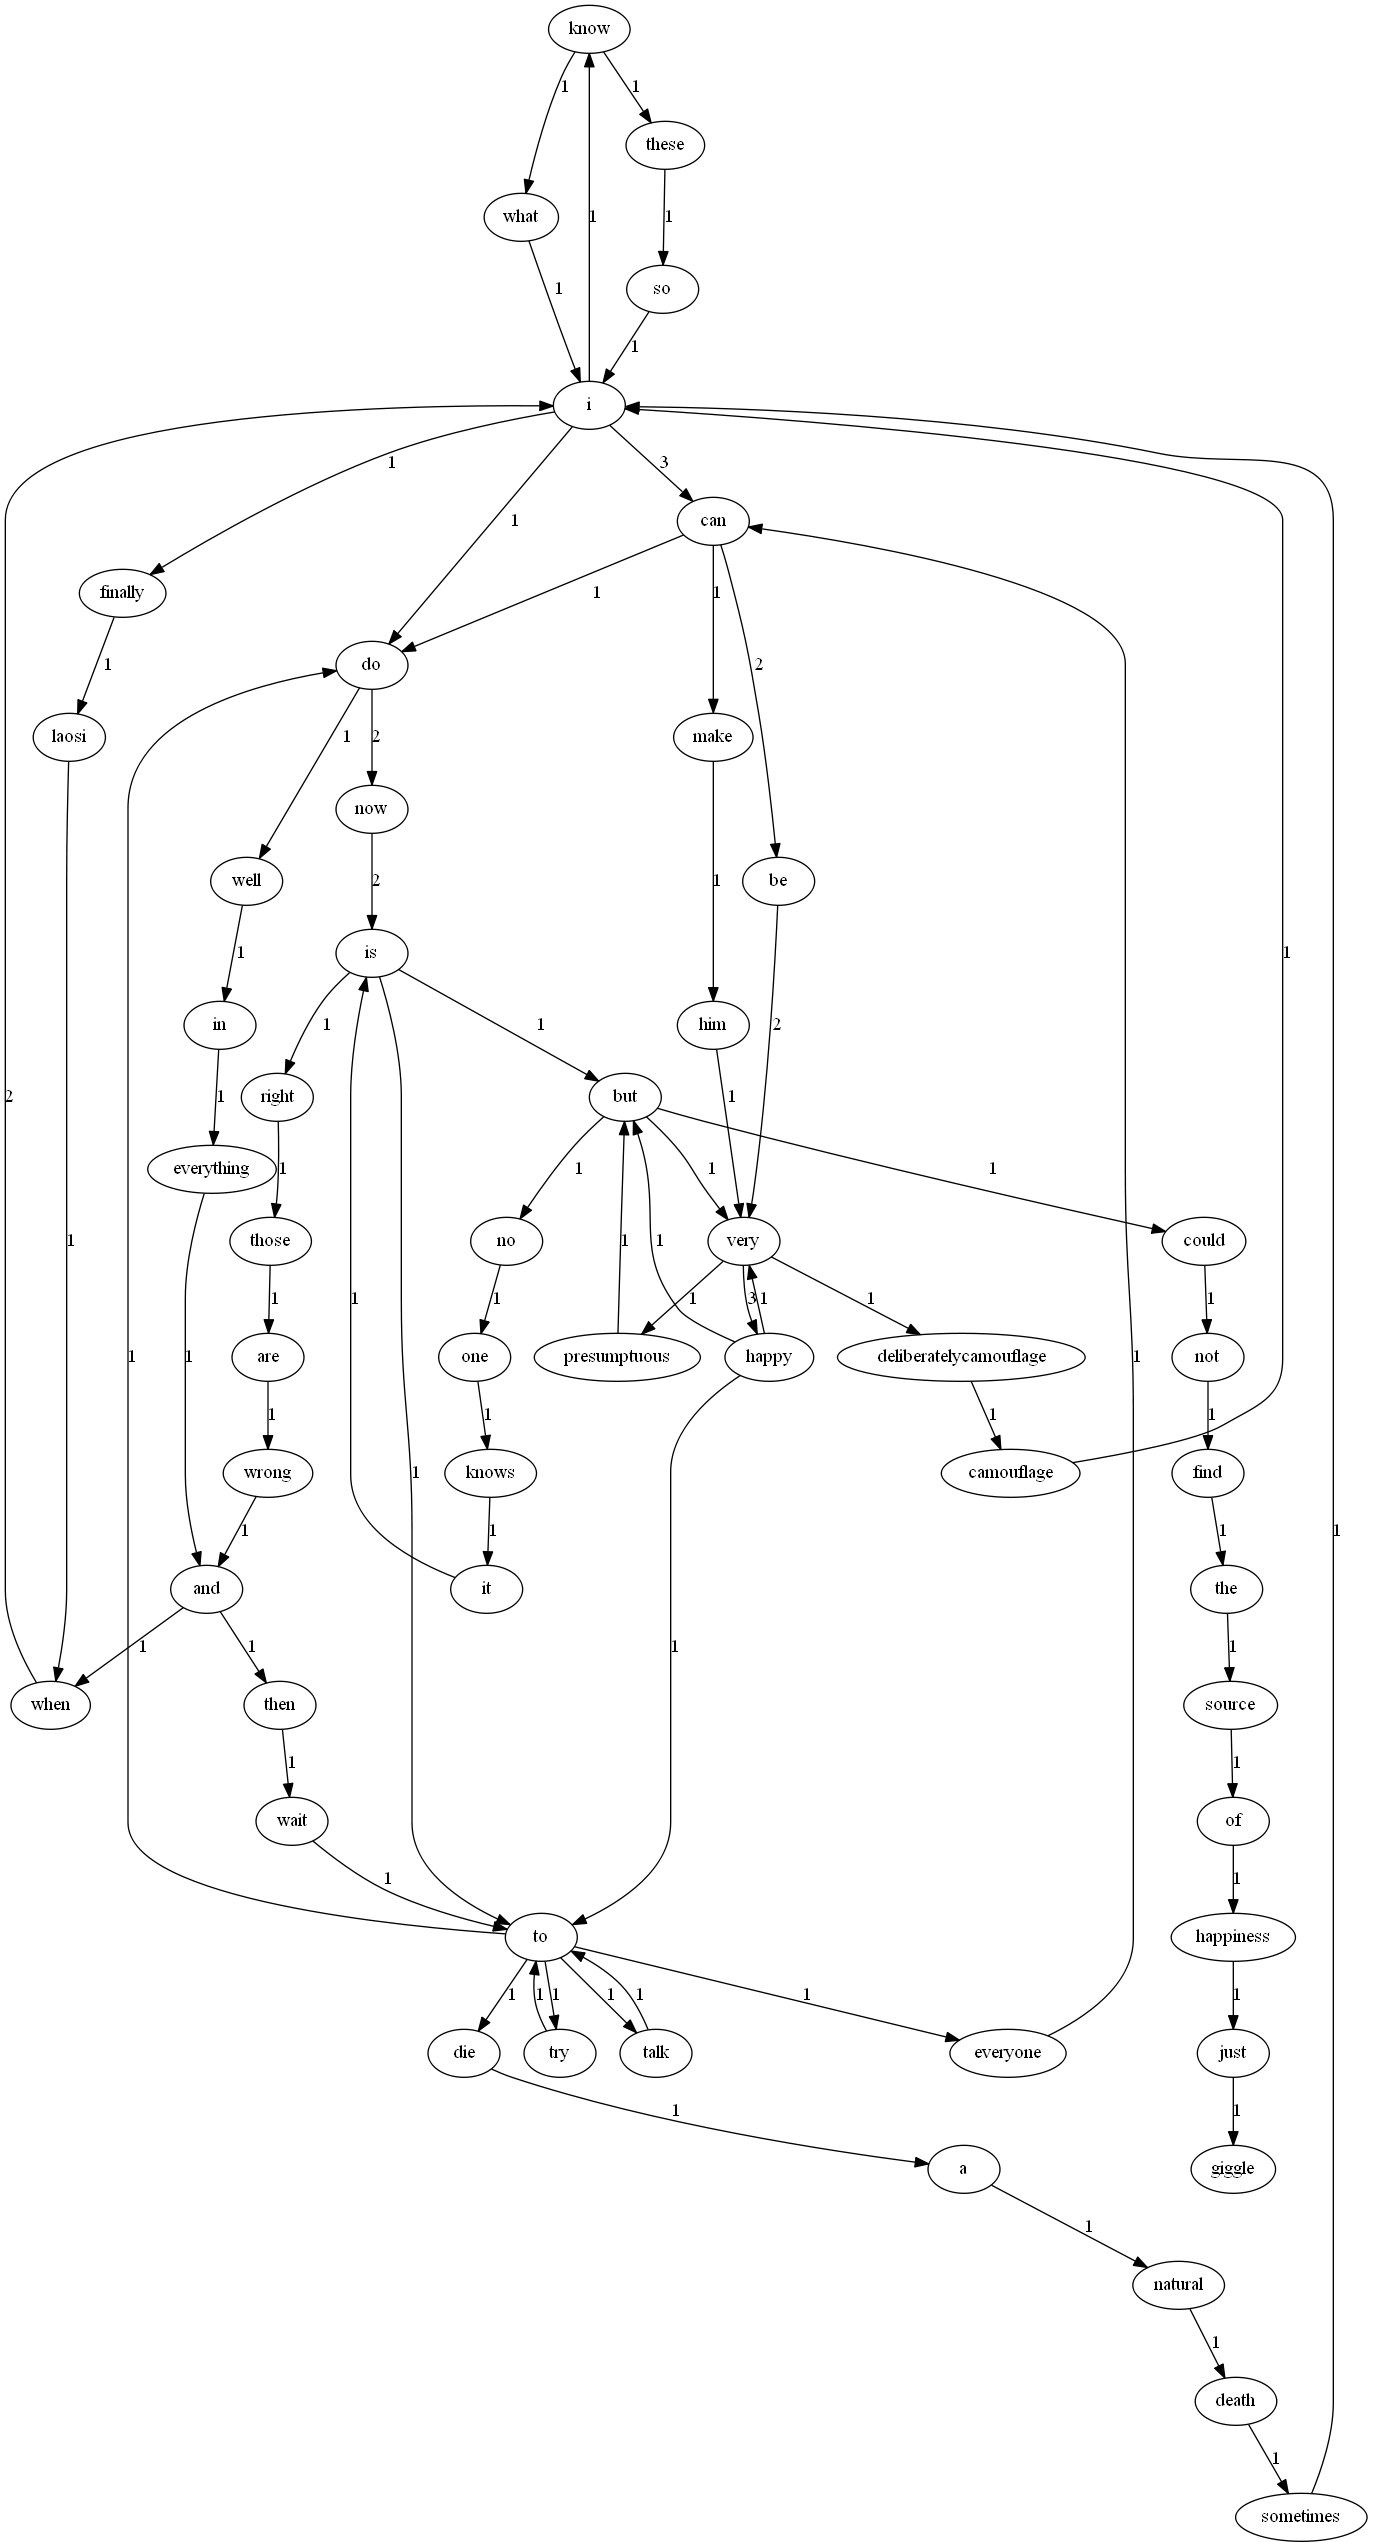 know
1 1
these
what 1 1
1 so
1
i
1 3
1 can
finally 1 1
1 do 2
laosi 1 2 make
now
well 2 1 be
1 is 1
in 1 1 him 2
2 1 right but 1
everything 1 1 1 1
1 those no 1 1 very could
1 1 1 1 3 1 1 1
1 1 are one presumptuous happy deliberatelycamouflage 1 not
1 1 1 1
wrong 1 knows camouflage find
1 1 1 1
and it the
1 1 1 1
when then source
1 1
wait of
1 1
to happiness
1 1 1 1 1 1 1
die try talk everyone just
1 1
a giggle
1
natural
1
death
1
sometimes